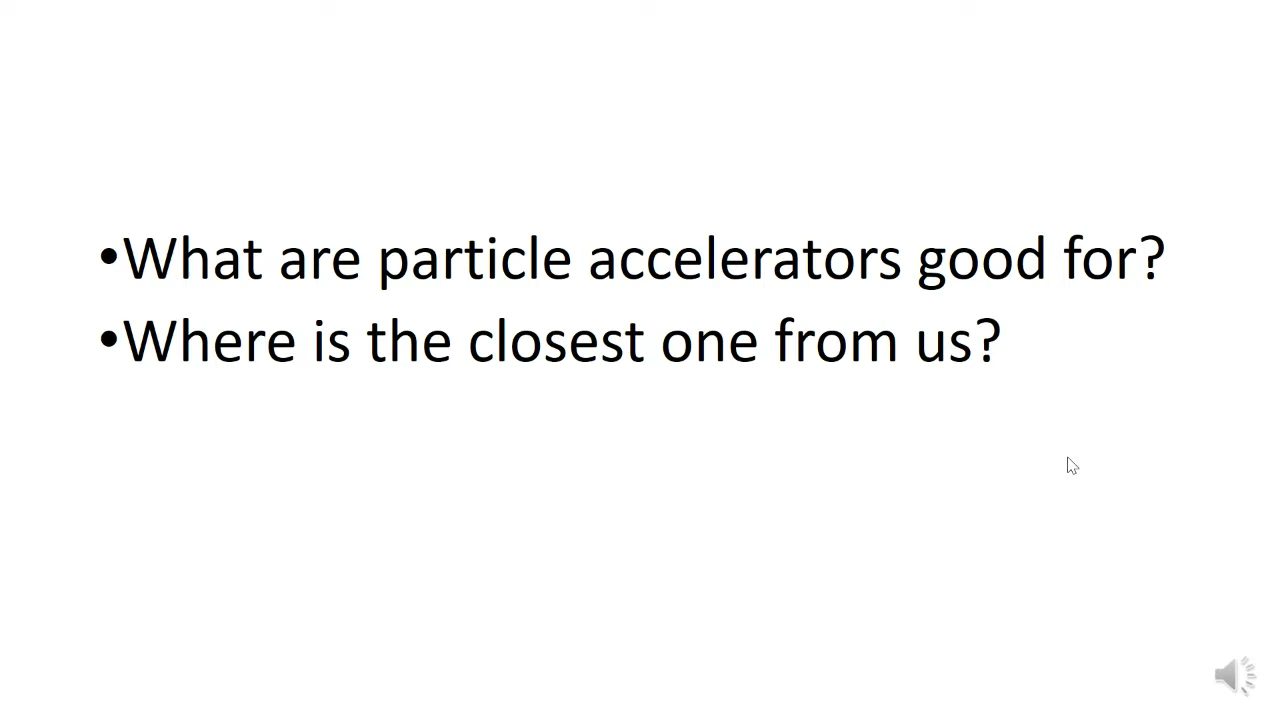 •What are particle accelerators good for?
•Where is the closest one from us?